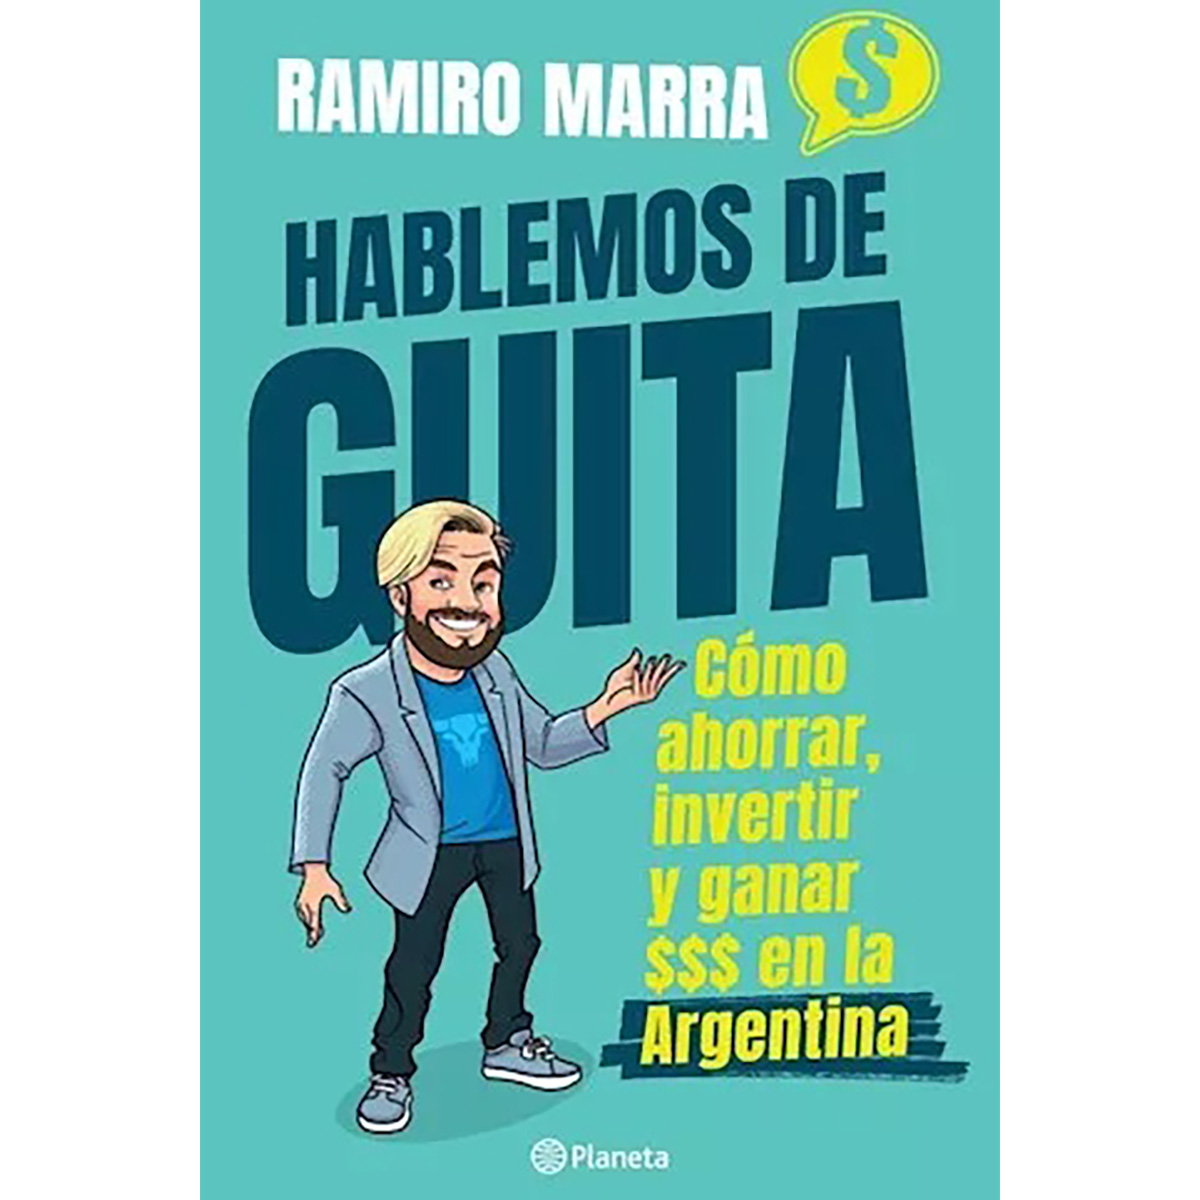 RAMIRO MARRA
$
HABLEMOS DE
GUITA
Cómo
ahorrar,
invertir
y ganar
$$$ en la
Argentina
Planeta